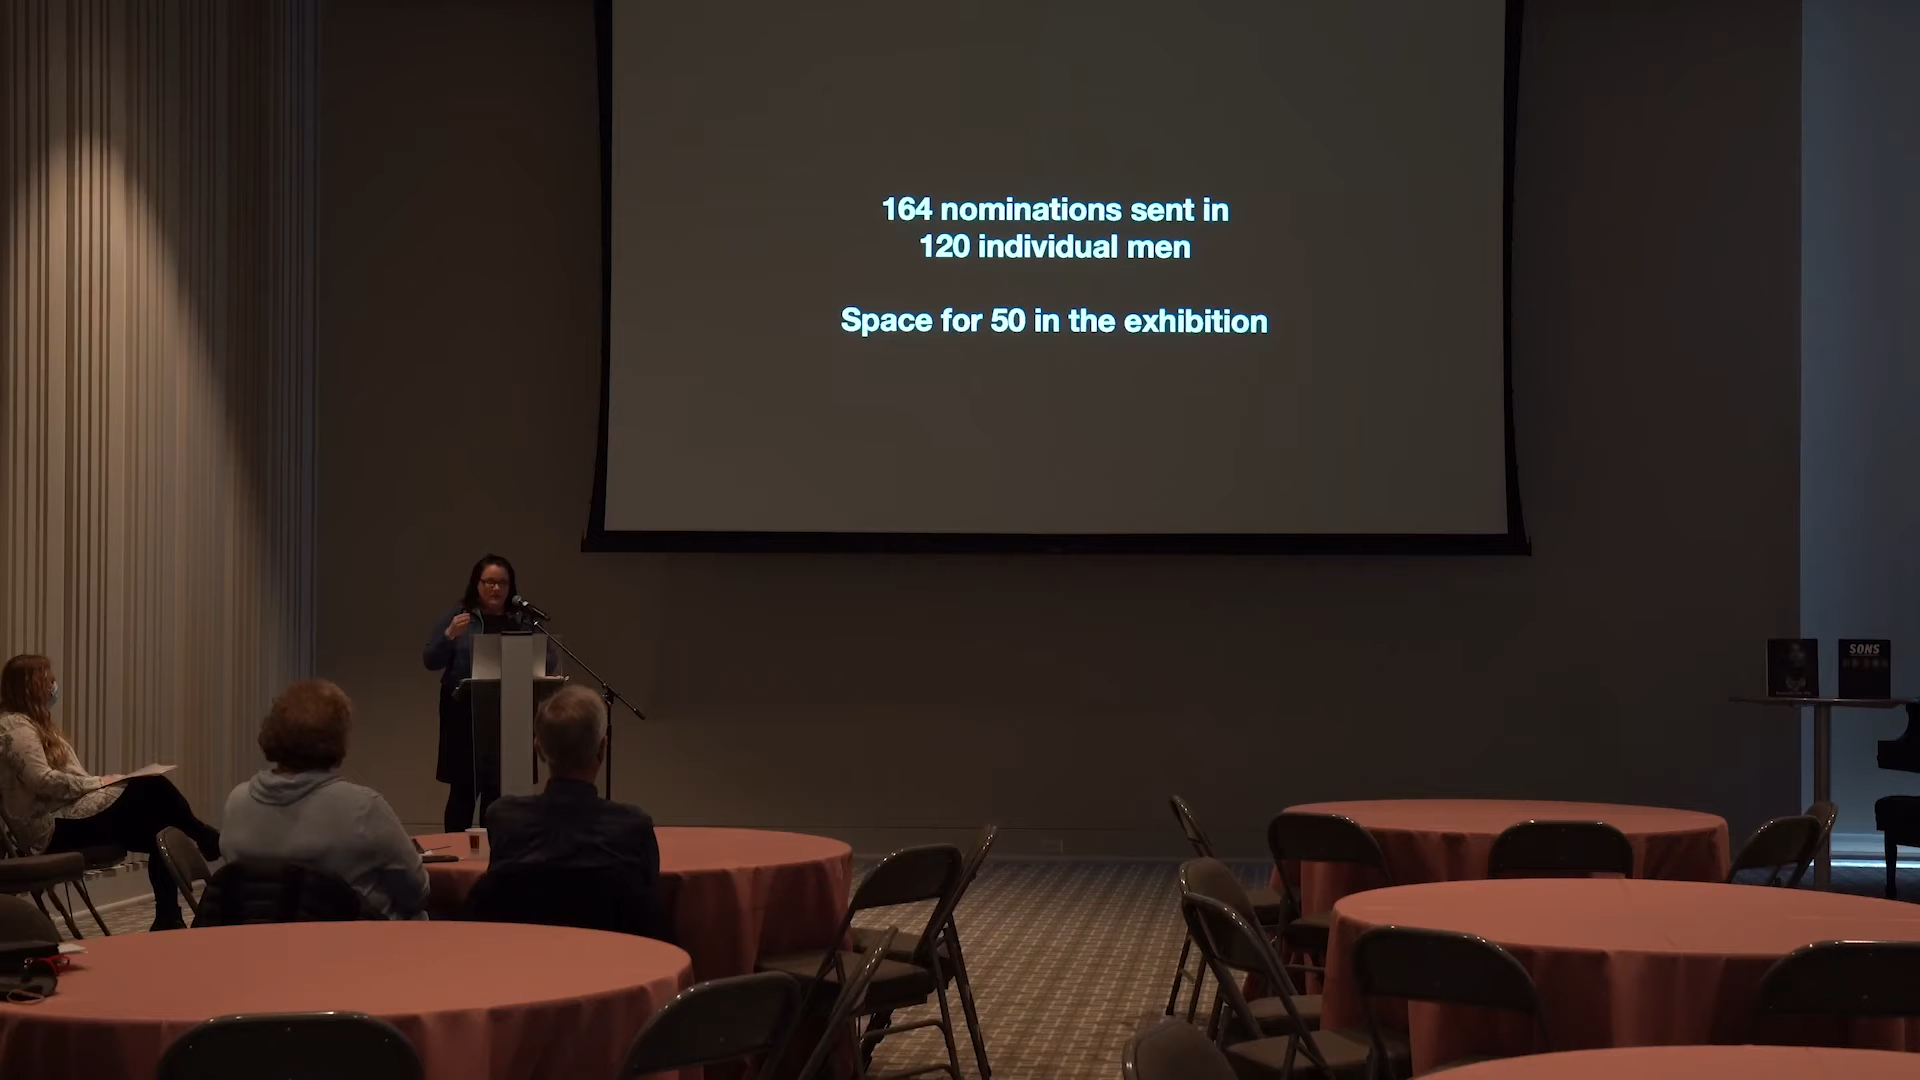 164 nominations sent in
120 individual men
Space for 50 in the exhibition
SONS